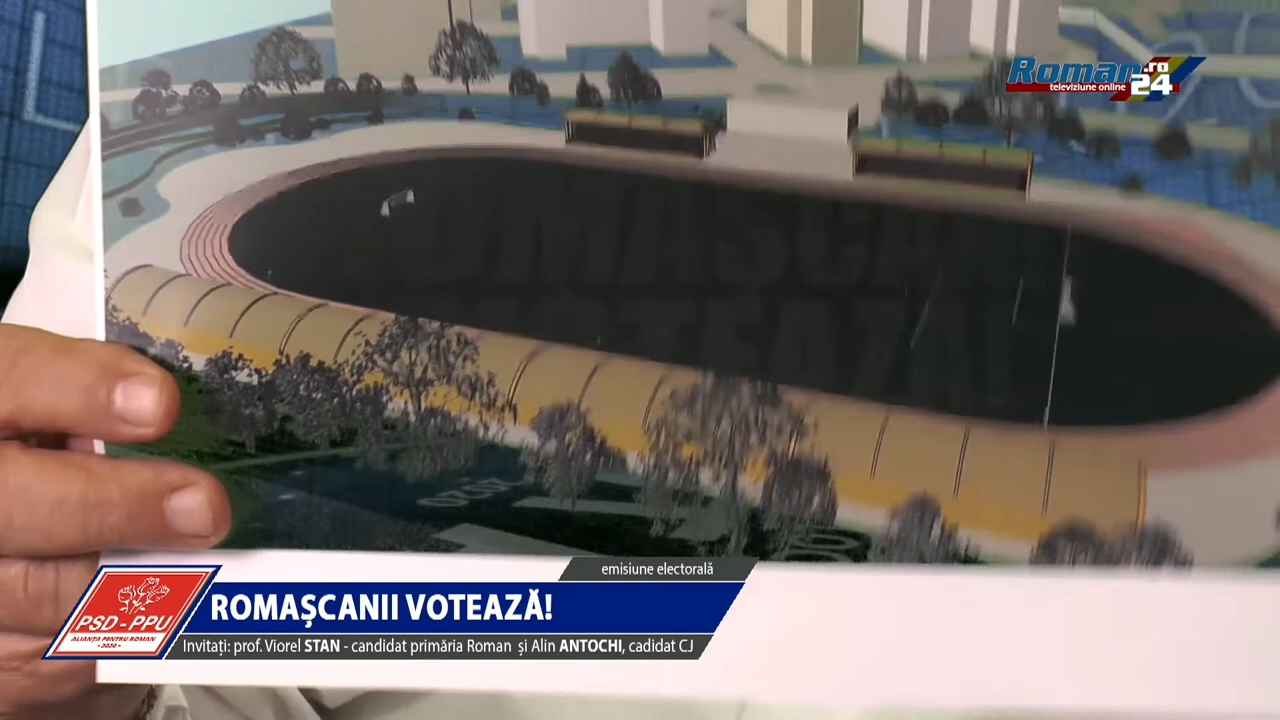 Roman .ro
24
televiziune online
emisiune electorală
ROMAȘCANII VOTEAZĂ!
PSD-PPU
ALIANȚA PENTRU ROMAN
- 2020 -
Invitați: prof. Viorel STAN - candidat primăria Roman și Alin ANTOCHI, cadidat CJ